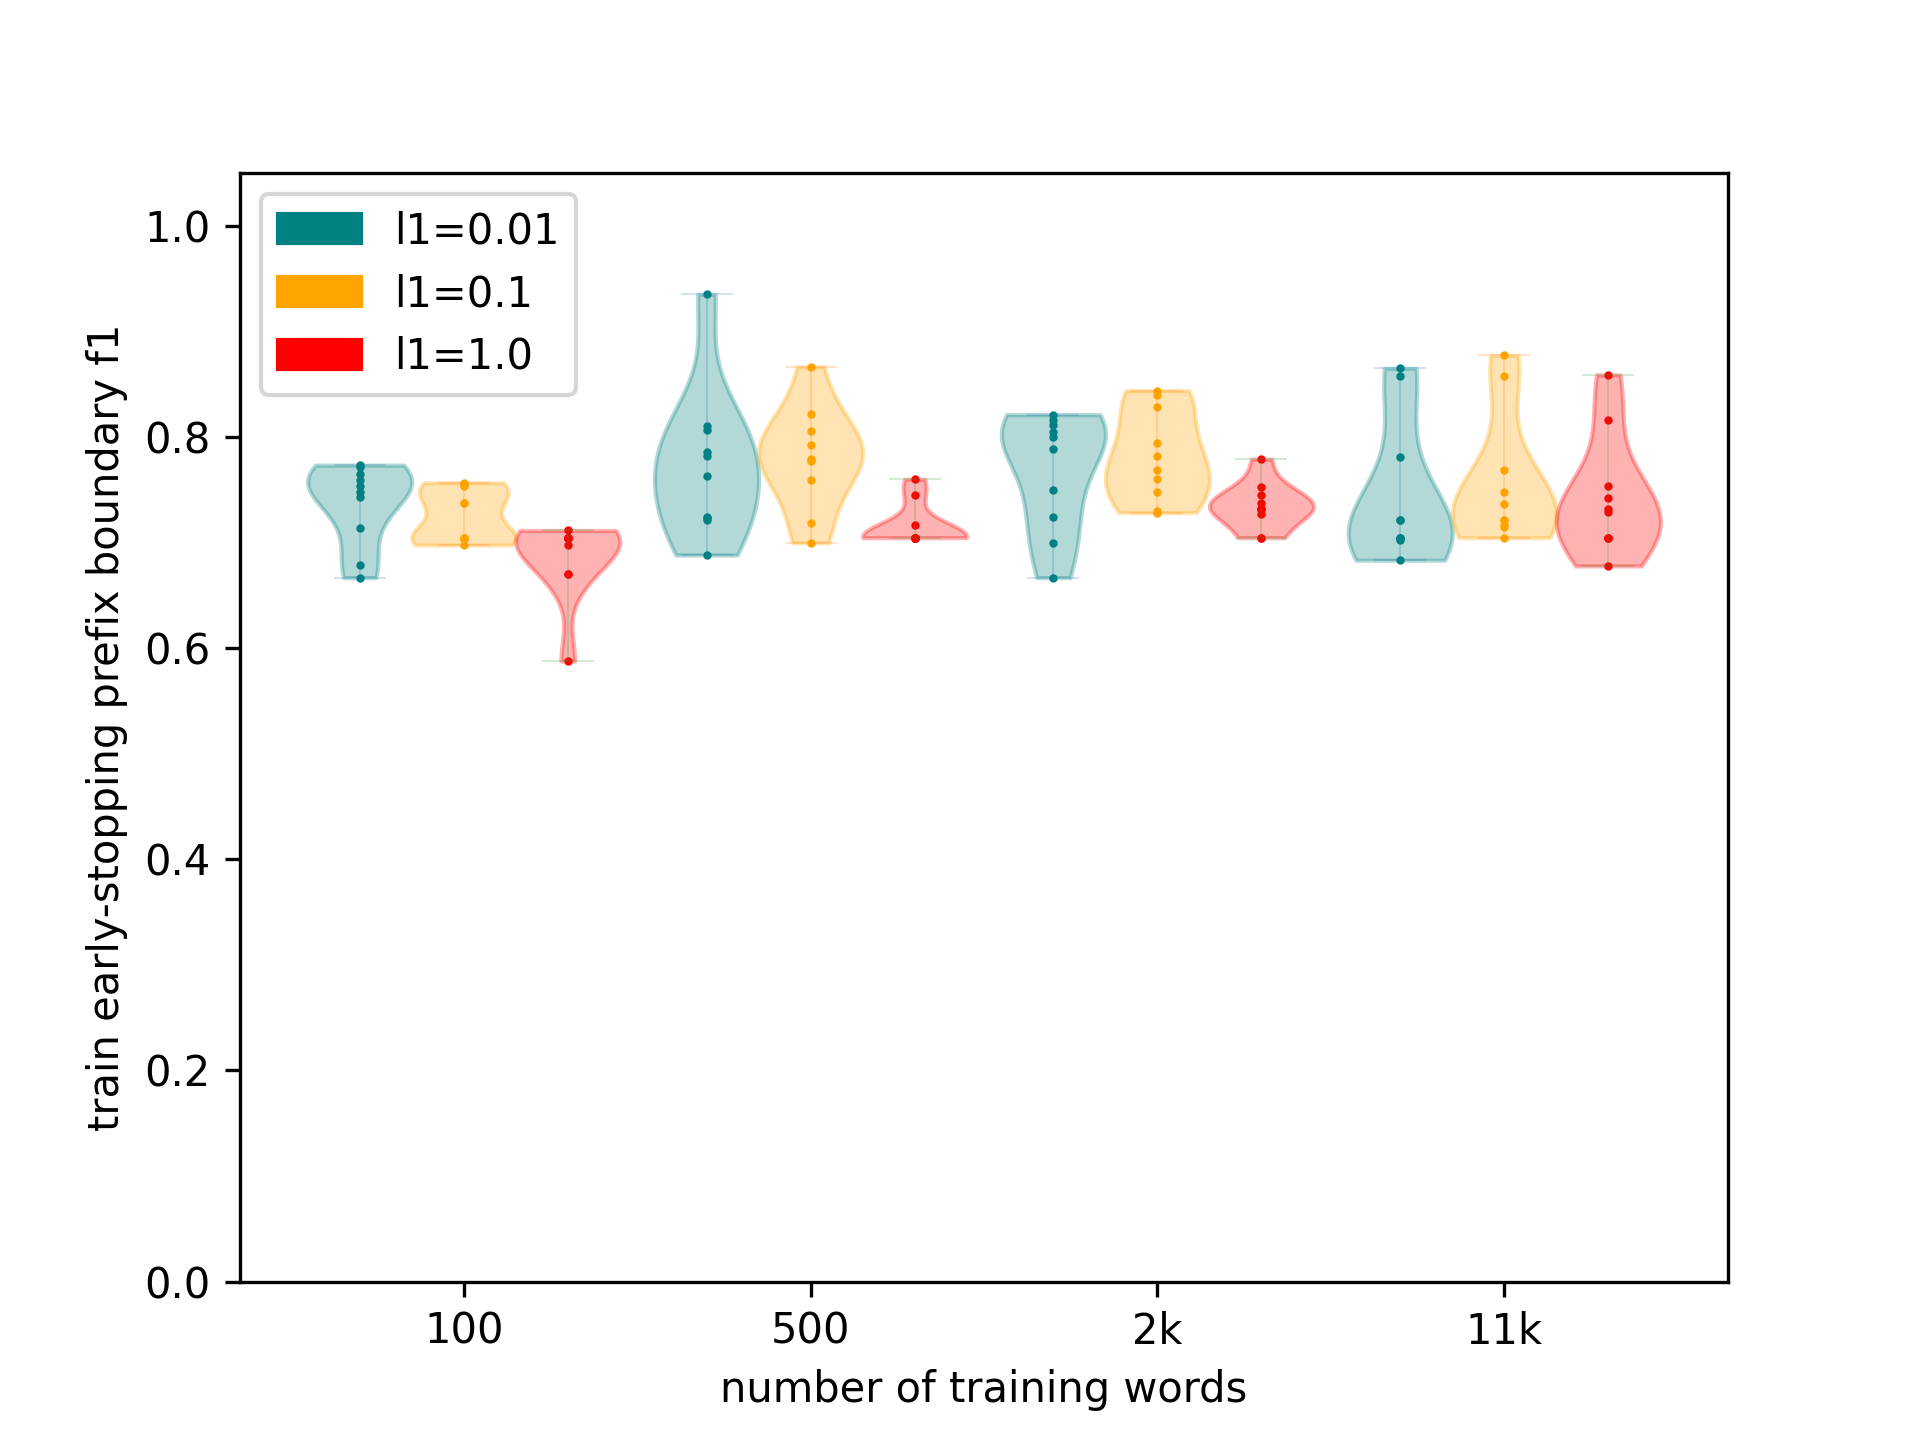 l1=0.01
l1=0.1
l1=1.0
train early-stopping prefix boundary f1
1.0
0.8
0.6
0.4
0.2
0.0
100 500 2k 11k
number of training words